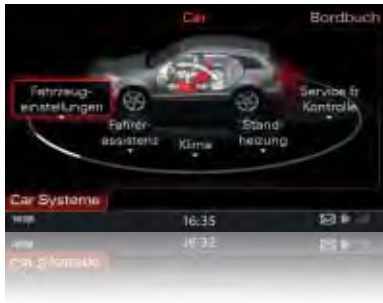 Car
Bordbuch
Fahrzeug-
einstellungen
Fahrer-
assistenz
Klima
Stand-
heizung
Service &
Kontrolle
Car Systeme
16:35